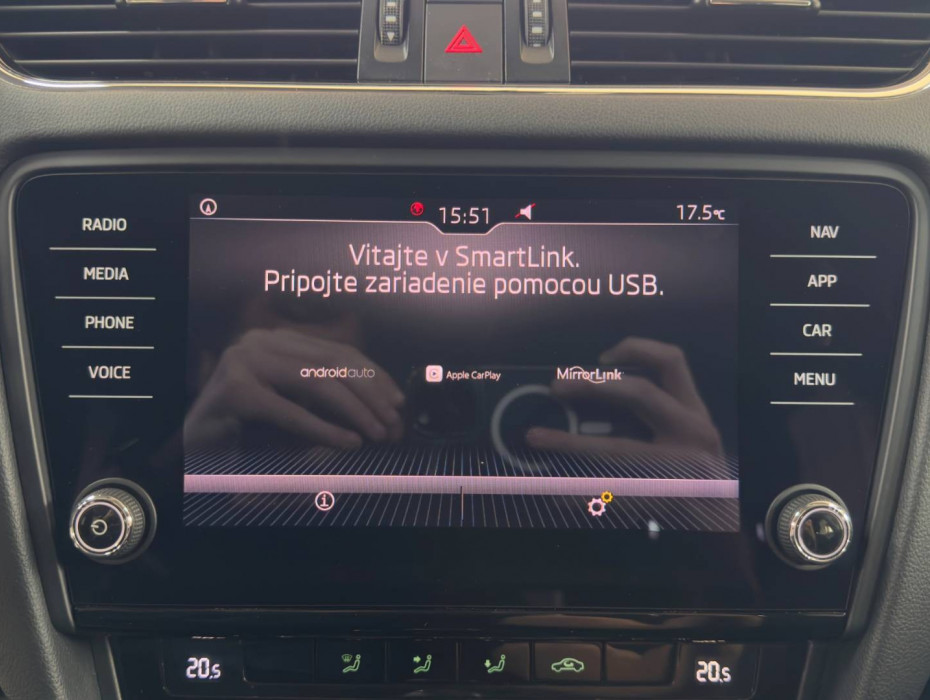 15:51
17.5°C
Vitajte v SmartLink.
Pripojte zariadenie pomocou USB.
androidauto
Apple CarPlay
MirrorLink
RADIO
MEDIA
PHONE
VOICE
NAV
APP
CAR
MENU
20.5
20.5